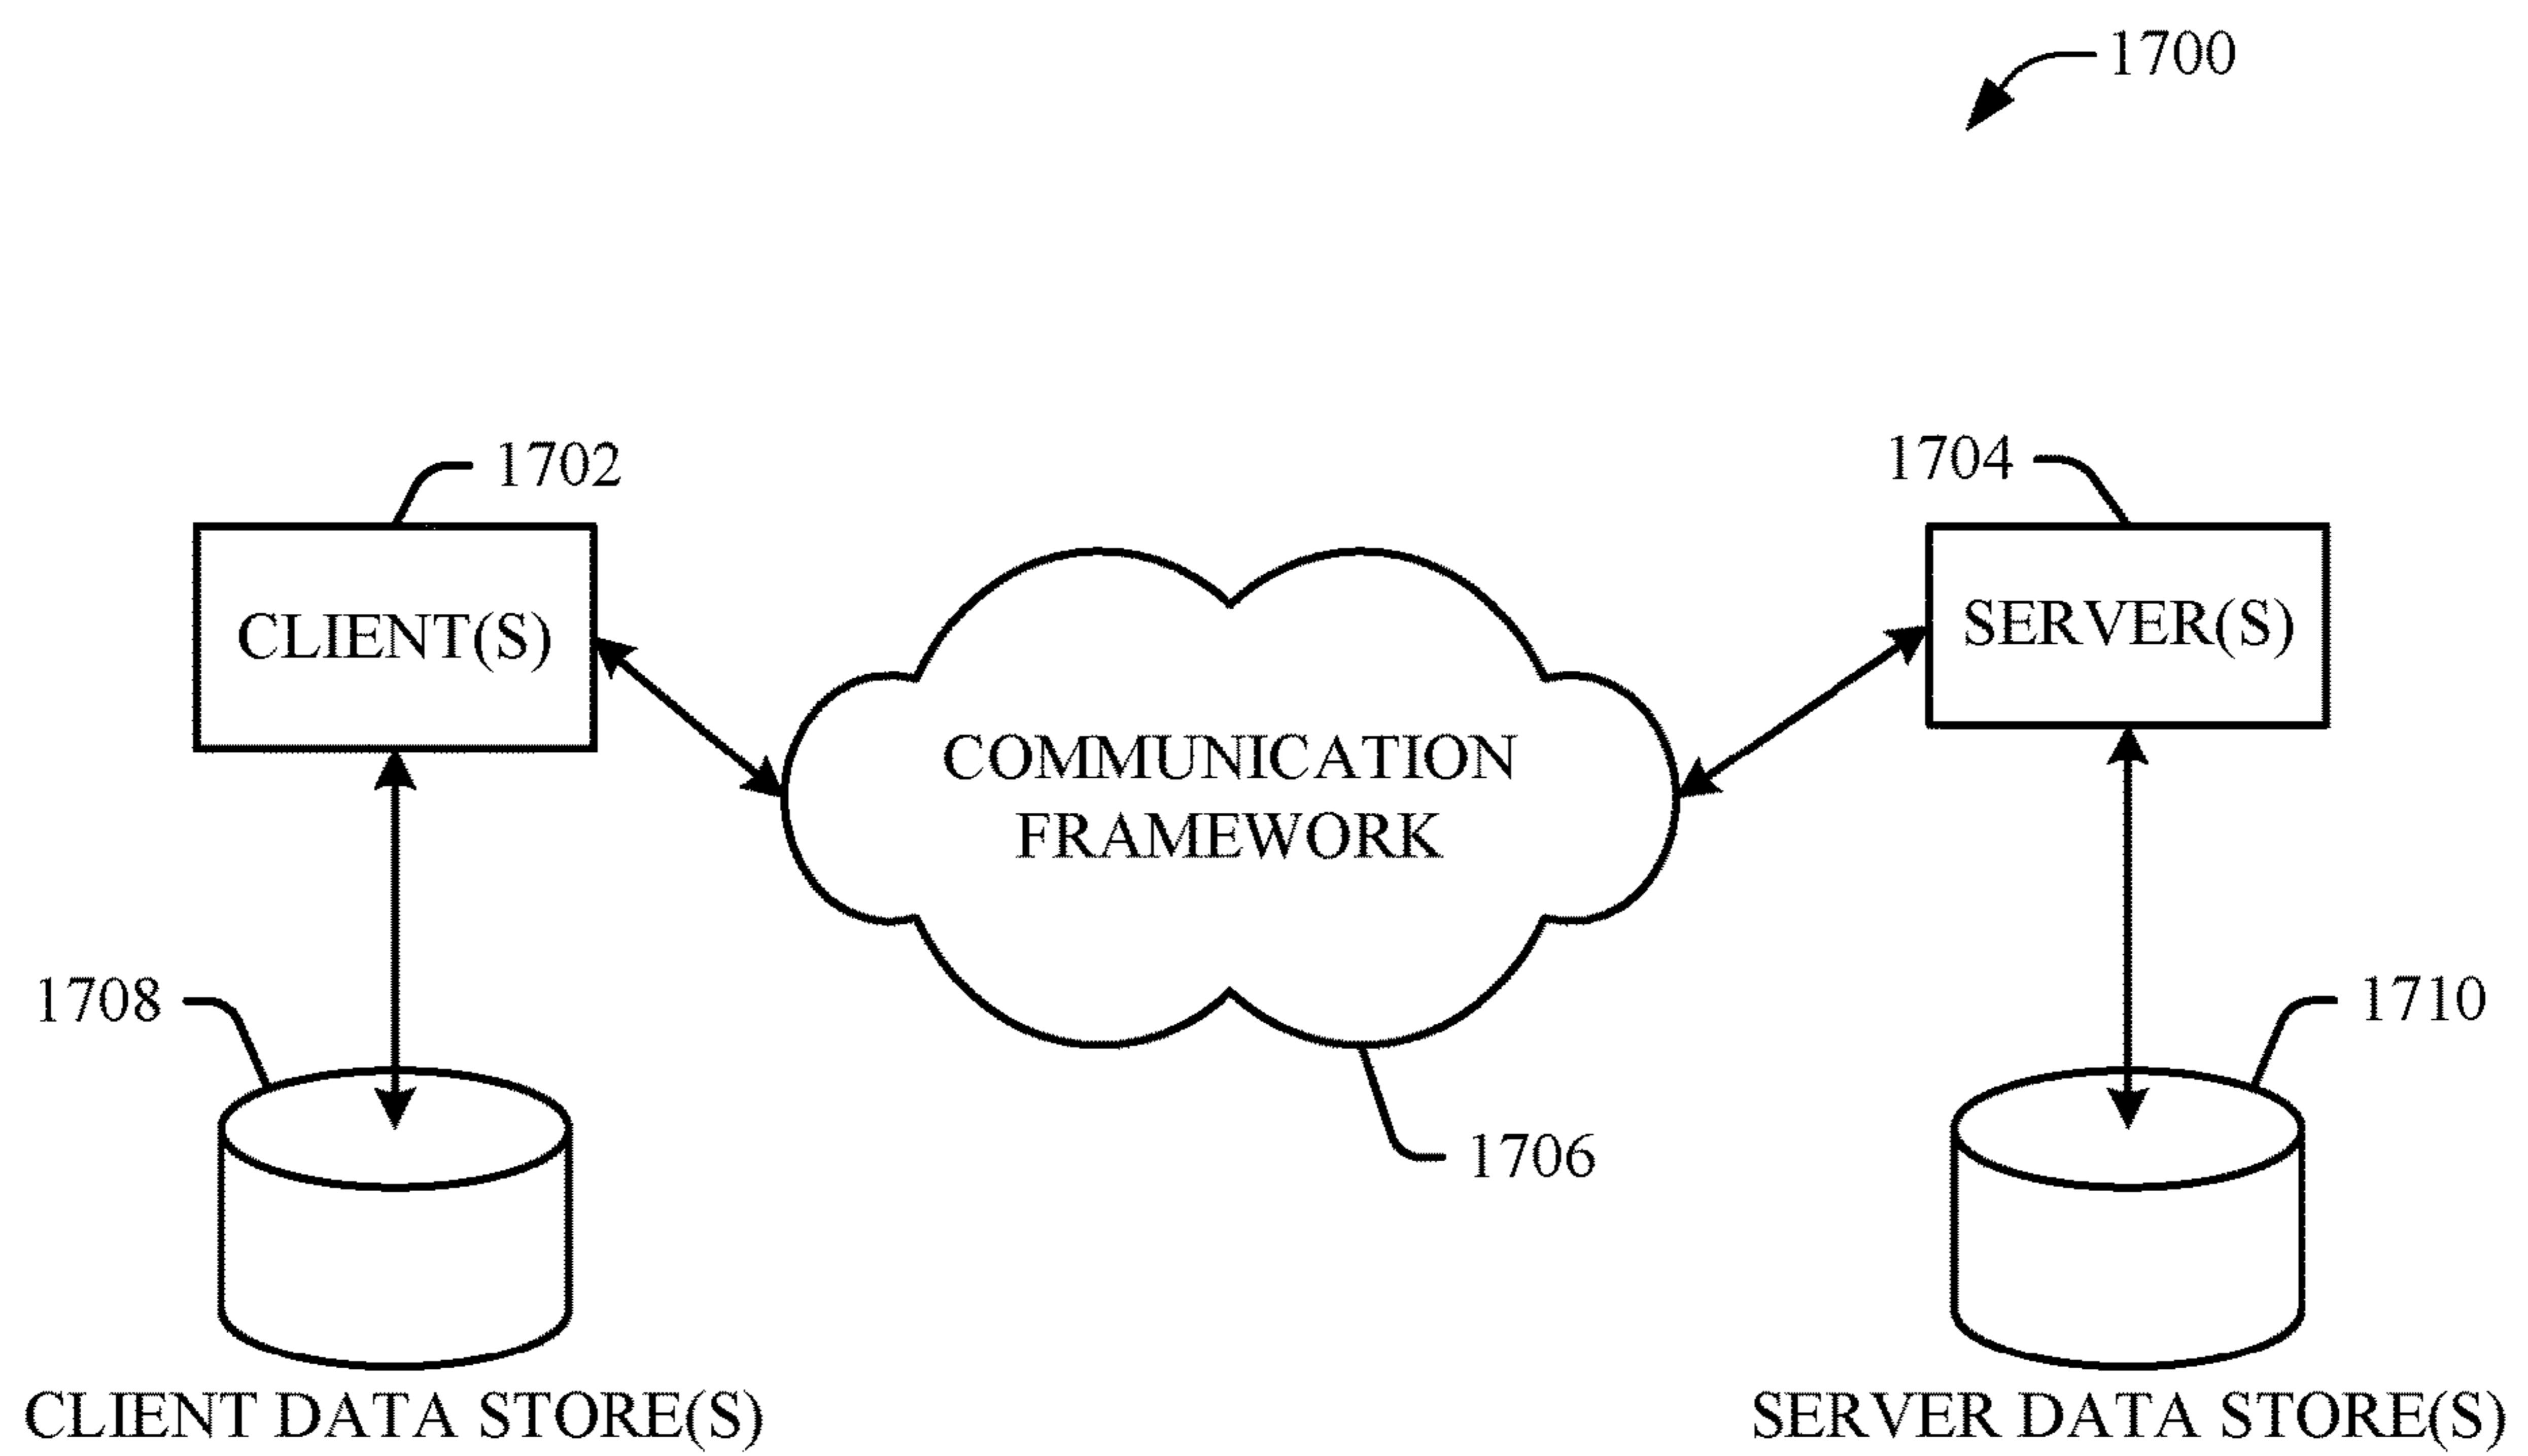 1700
1702
1704
CLIENT(S)
SERVER(S)
COMMUNICATION
FRAMEWORK
1708
1710
1706
CLIENT DATA STORE(S)
SERVER DATA STORE(S)